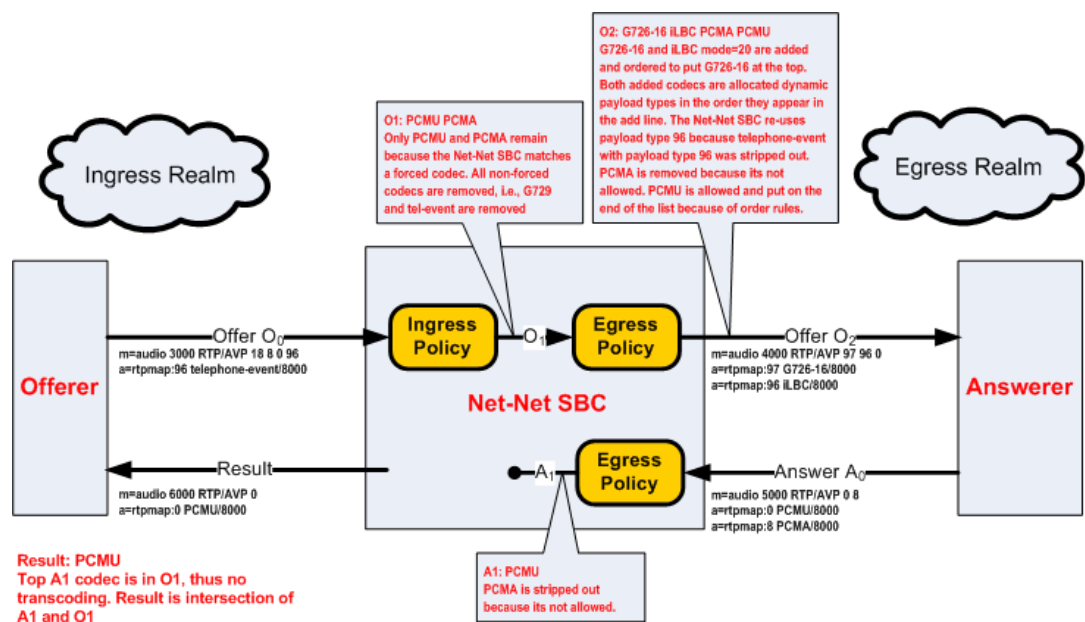 O2: G726-16 iLBC PCMA PCMU
G726-16 and iLBC mode=20 are added
and ordered to put G726-16 at the top.
Both added codecs are allocated dynamic
payload types in the order they appear in
the add line. The Net-Net SBC re-uses
payload type 96 because telephone-event
with payload type 96 was stripped out.
PCMA is removed because its not
allowed. PCMU is allowed and put on the
end of the list because of order rules.
O1: PCMU PCMA
Only PCMU and PCMA remain
because the Net-Net SBC matches
a forced codec. All non-forced
codecs are removed, i.e., G729
and tel-event are removed
Ingress Realm
Egress Realm
Offerer
Offer O0
m=audio 3000 RTP/AVP 18 8 0 96
a=rtpmap:96 telephone-event/8000
Ingress
Policy
O1
Egress
Policy
Offer O2
m=audio 4000 RTP/AVP 97 96 0
a=rtpmap:97 G726-16/8000
a=rtpmap:96 iLBC/8000
Answerer
Net-Net SBC
Result
m=audio 6000 RTP/AVP 0
a=rtpmap:0 PCMU/8000
A1
Egress
Policy
Answer A0
m=audio 5000 RTP/AVP 0 8
a=rtpmap:0 PCMU/8000
a=rtpmap:8 PCMA/8000
Result: PCMU
Top A1 codec is in O1, thus no
transcoding. Result is intersection of
A1 and O1
A1: PCMU
PCMA is stripped out
because its not allowed.